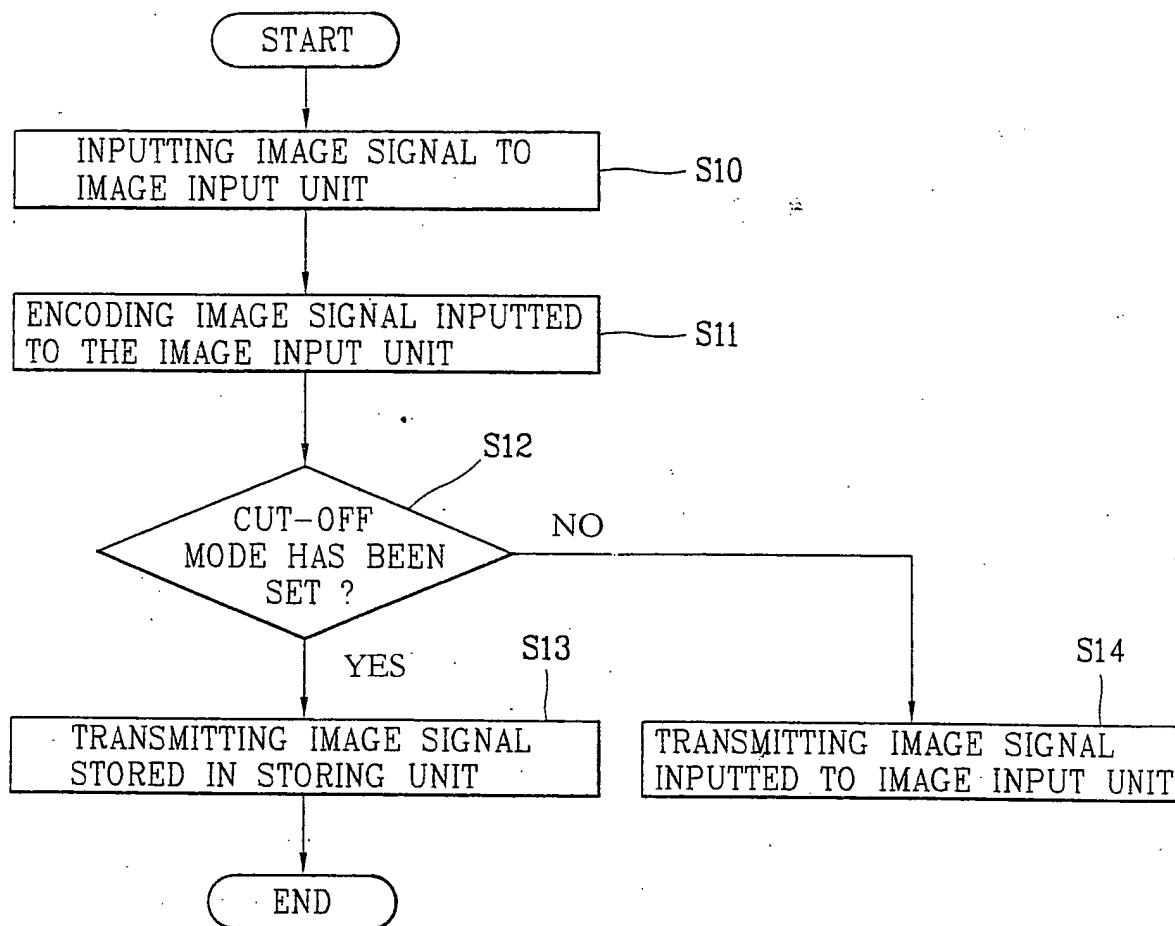 START
INPUTTING IMAGE SIGNAL TO
IMAGE INPUT UNIT
S10
ENCODING IMAGE SIGNAL INPUTTED
TO THE IMAGE INPUT UNIT
S11
S12
CUT-OFF
MODE HAS BEEN
SET ?
NO
YES
S13
TRANSMITTING IMAGE SIGNAL
STORED IN STORING UNIT
S14
TRANSMITTING IMAGE SIGNAL
INPUTTED TO IMAGE INPUT UNIT
END